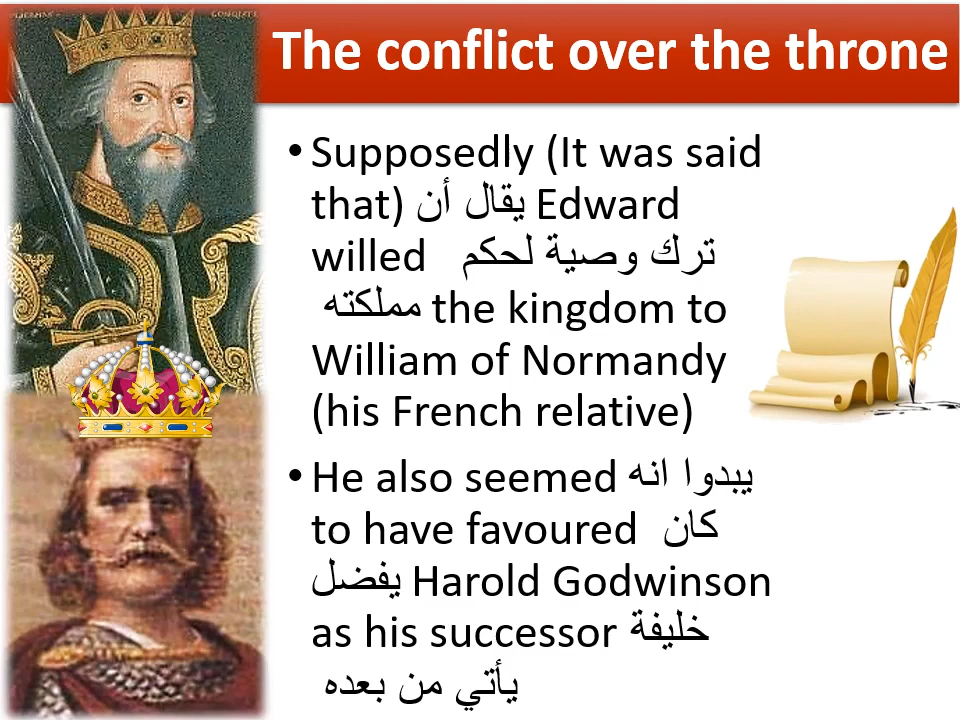 The conflict over the throne
• Supposedly (It was said
that) يقال أن Edward
willed ترك وصية لحكم
مملكته the kingdom to
William of Normandy
(his French relative)
• He also seemed يبدوا انه
to have favoured كان
يفضل Harold Godwinson
as his successor خليفة
يأتي من بعده